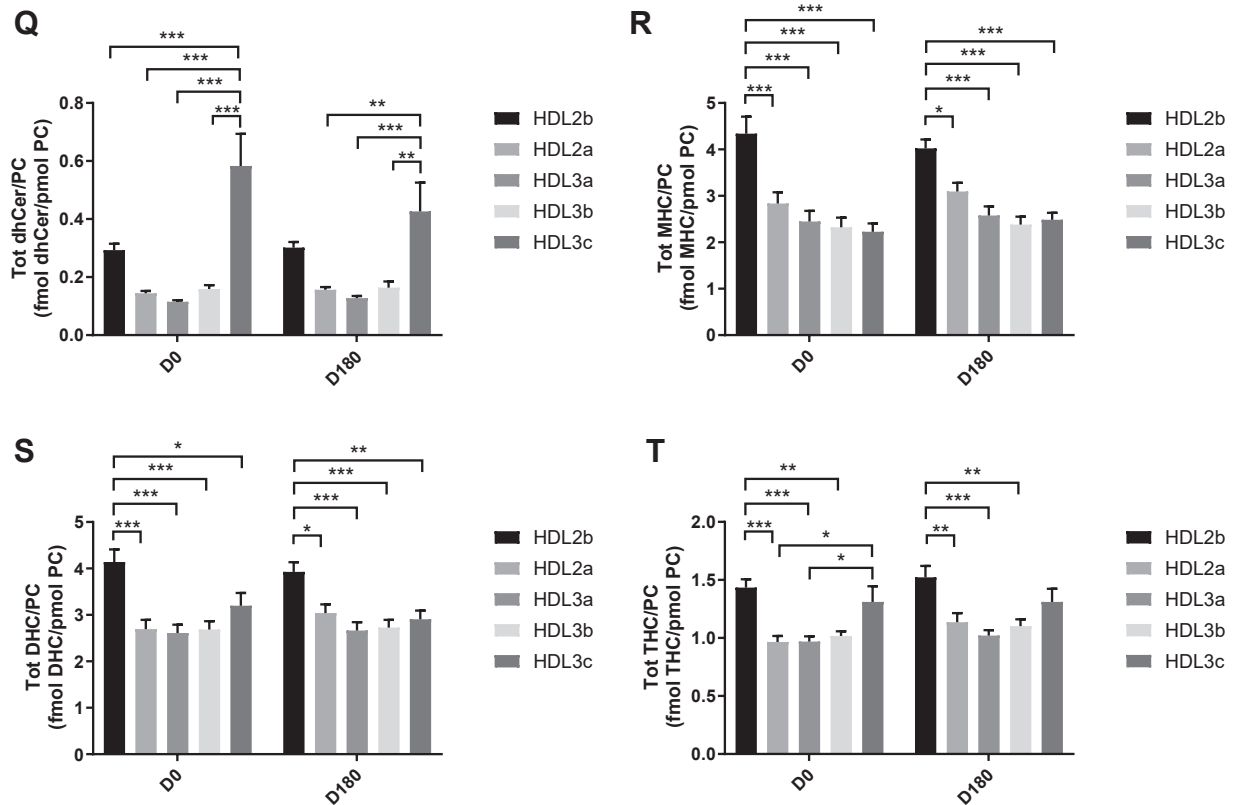 Q
***
***
***
***
**
***
**
Tot dhCer/PC
(fmol dhCer/pmol PC)
0.8
0.6
0.4
0.2
0.0
D0
D180
HDL2b
HDL2a
HDL3a
HDL3b
HDL3c
R
***
***
***
***
***
***
***
*
Tot MHC/PC
(fmol MHC/pmol PC)
5
4
3
2
1
0
D0
D180
HDL2b
HDL2a
HDL3a
HDL3b
HDL3c
S
*
***
***
***
**
***
***
*
Tot DHC/PC
(fmol DHC/pmol PC)
5
4
3
2
1
0
D0
D180
HDL2b
HDL2a
HDL3a
HDL3b
HDL3c
T
**
***
***
*
*
**
***
**
Tot THC/PC
(fmol THC/pmol PC)
2.0
1.5
1.0
0.5
0.0
D0
D180
HDL2b
HDL2a
HDL3a
HDL3b
HDL3c